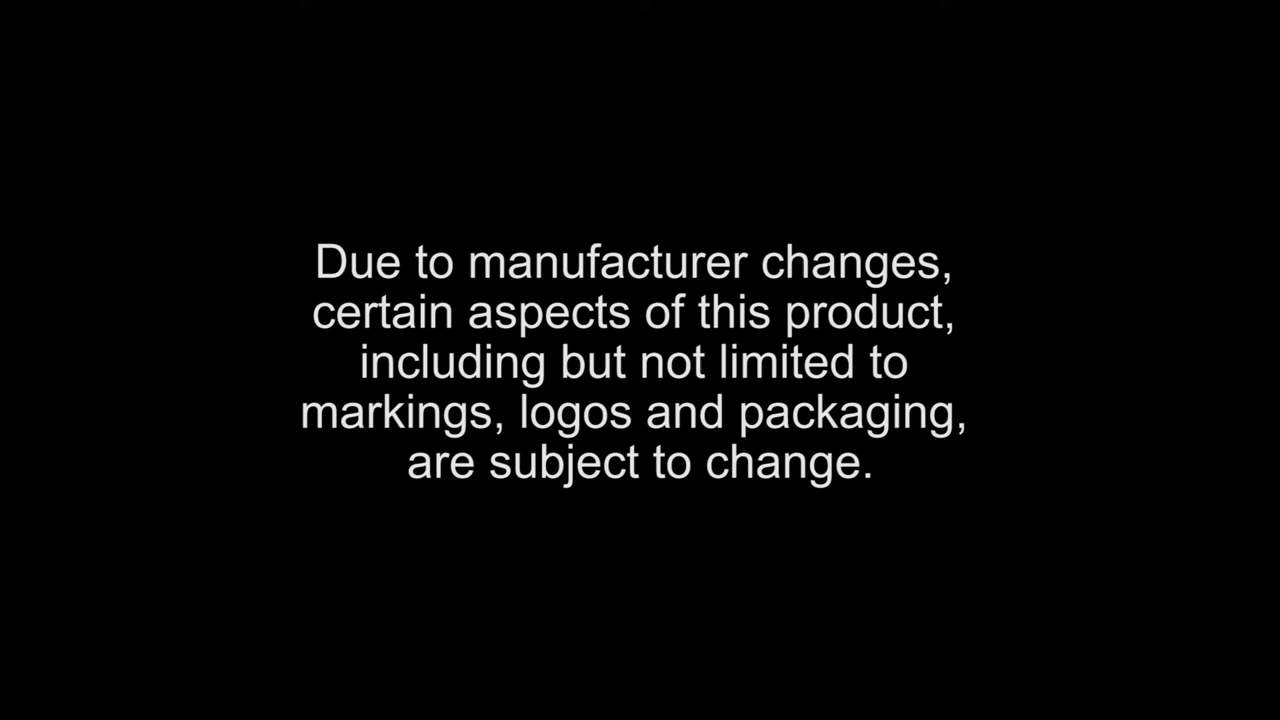 Due to manufacturer changes,
certain aspects of this product,
including but not limited to
markings, logos and packaging,
are subject to change.